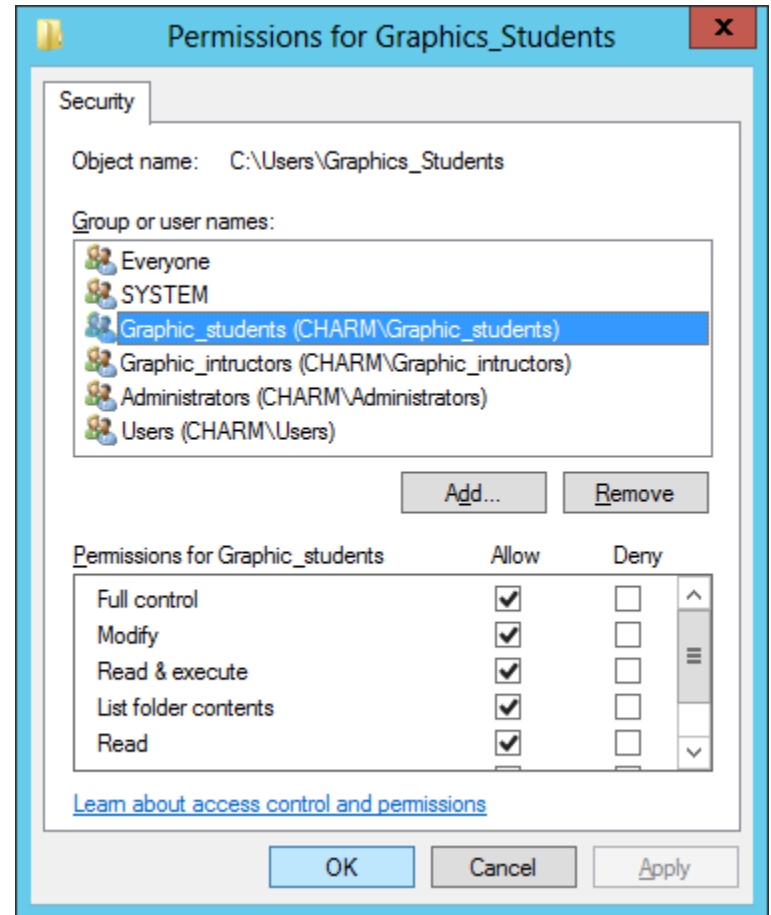 Permissions for Graphics_Students
x
Security
Object name: C:\Users\Graphics_Students
Group or user names:
Everyone
SYSTEM
Graphic_students (CHARM\Graphic_students)
Graphic_intructors (CHARM\Graphic_intructors)
Administrators (CHARM\Administrators)
Users (CHARM\Users)
Add... Remove
Permissions for Graphic_students Allow Deny
Full control
Modify
Read & execute
List folder contents
Read
Learn about access control and permissions
OK Cancel Apply